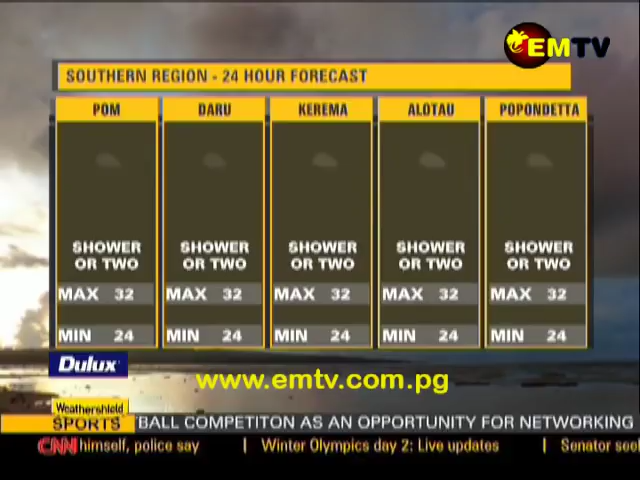 EMTV
SOUTHERN REGION - 24 HOUR FORECAST
POM DARU KEREMA ALOTAU POPONDETTA
SHOWER SHOWER SHOWER SHOWER SHOWER
OR TWO OR TWO OR TWO OR TWO OR TWO
MAX 32 MAX 32 MAX 32 MAX 32 MAX 32
MIN 24 MIN 24 MIN 24 MIN 24 MIN 24
Dulux
www.emtv.com.pg
Weathershield
SPORTS BALL COMPETITON AS AN OPPORTUNITY FOR NETWORKING
CNN himself, police say | Winter Olympics day 2: Live updates | Senator see